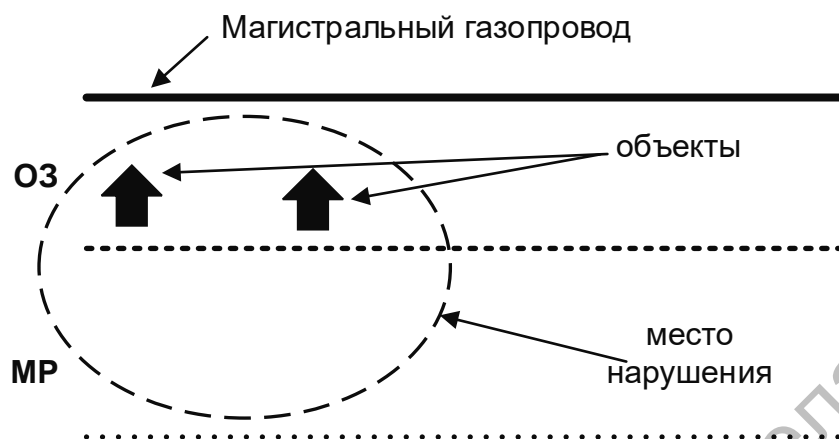 Магистральный газопровод
объекты
ОЗ
место
нарушения
МР